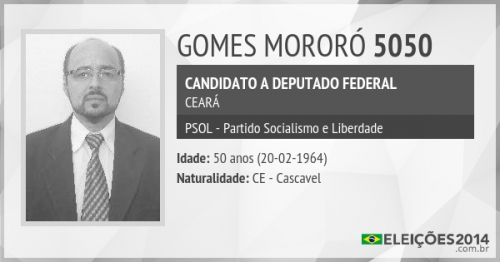 GOMES MORORÓ 5050
CANDIDATO A DEPUTADO FEDERAL
CEARÁ
PSOL - Partido Socialismo e Liberdade
Idade: 50 anos (20-02-1964)
Naturalidade: CE - Cascavel
ELEIÇÕES2014
.com.br